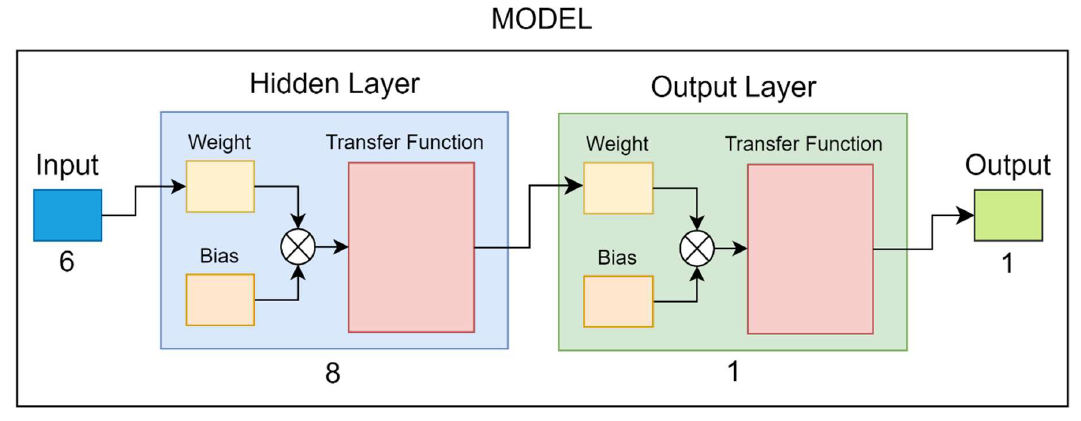 MODEL
Hidden Layer
Output Layer
Weight
Transfer Function
Weight
Transfer Function
Input
Output
Bias
Bias
6
1
8
1